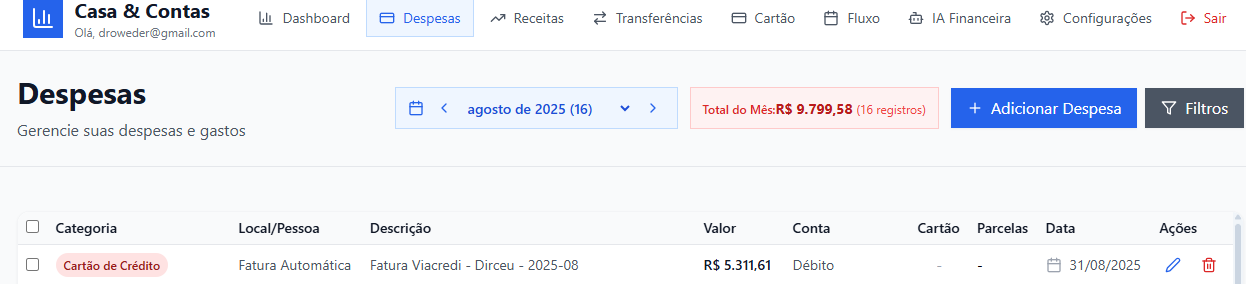 Casa & Contas
Olá, droweder@gmail.com
Dashboard Despesas Receitas Transferências Cartão Fluxo IA Financeira Configurações Sair
Despesas
Gerencie suas despesas e gastos
agosto de 2025 (16)
Total do Mês:R$ 9.799,58 (16 registros)
Adicionar Despesa
Filtros
Categoria Local/Pessoa Descrição Valor Conta Cartão Parcelas Data Ações
Cartão de Crédito Fatura Automática Fatura Viacredi - Dirceu - 2025-08 R$ 5.311,61 Débito - - 31/08/2025